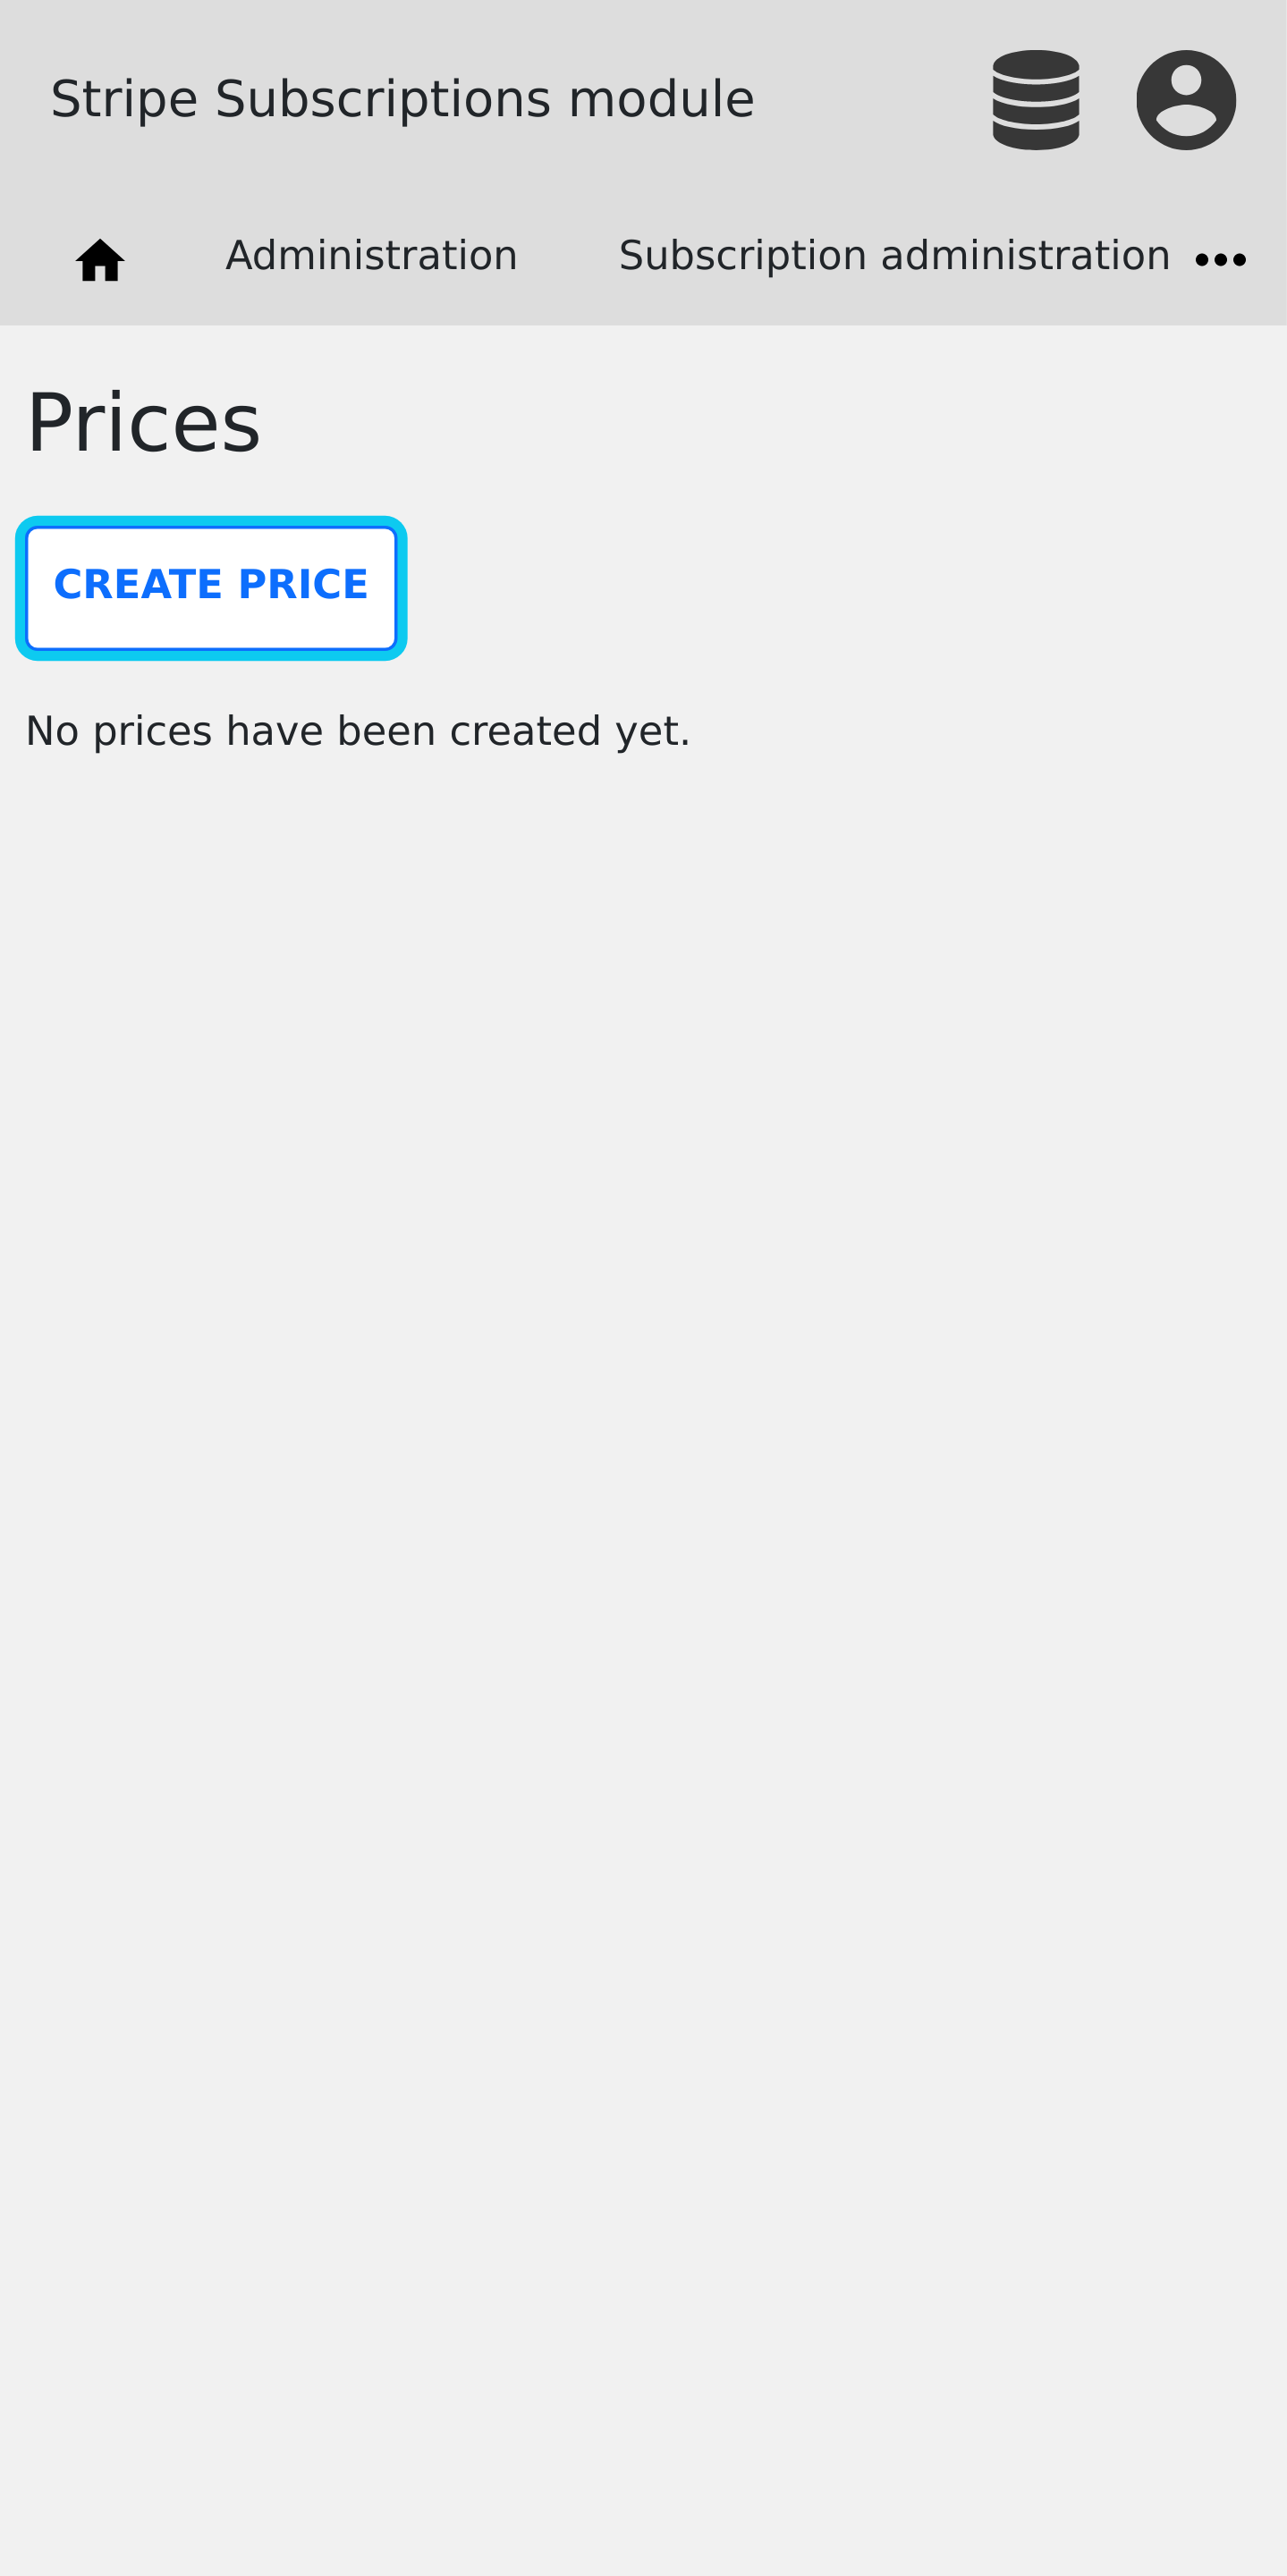 Stripe Subscriptions module
Administration Subscription administration
Prices
CREATE PRICE
No prices have been created yet.